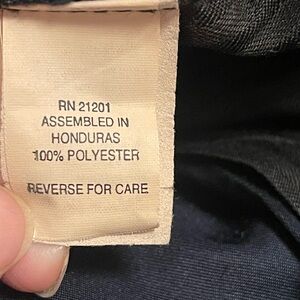 RN 21201
ASSEMBLED IN
HONDURAS
100% POLYESTER
REVERSE FOR CARE